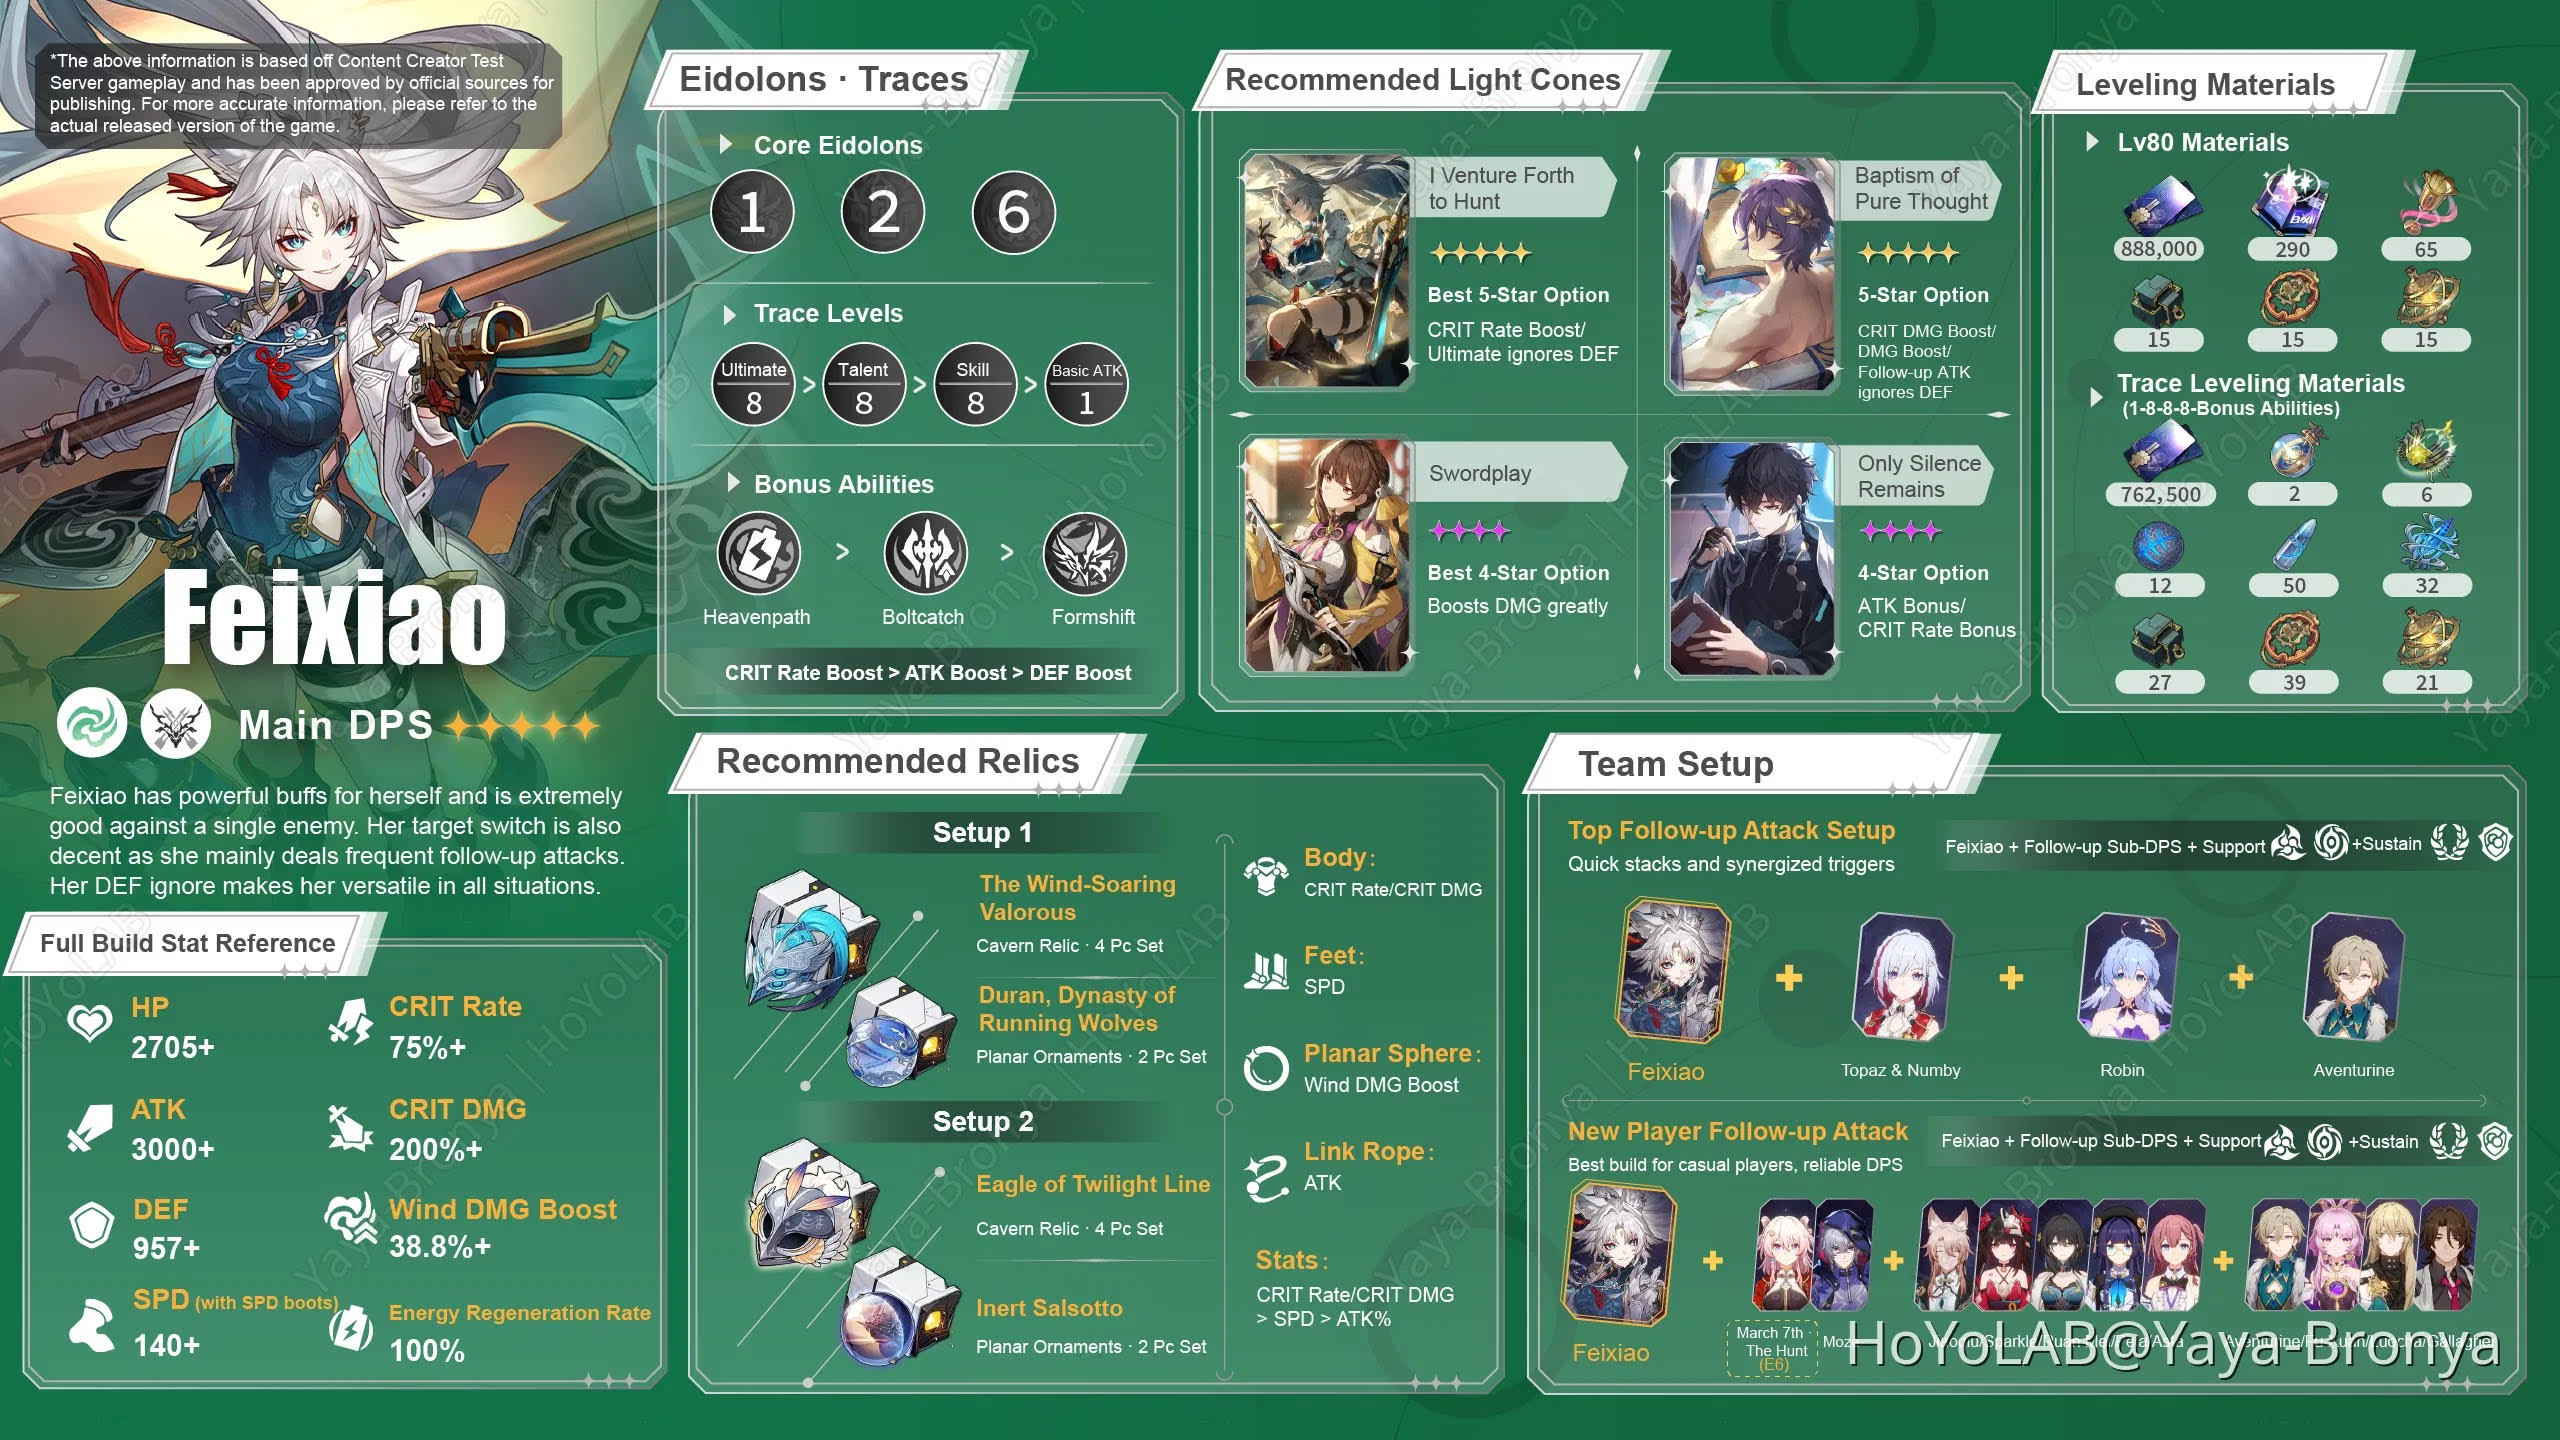 *The above information is based off Content Creator Test
Server gameplay and has been approved by official sources for
publishing. For more accurate information, please refer to the
actual released version of the game.
Feixiao
Main DPS
Feixiao has powerful buffs for herself and is extremely
good against a single enemy. Her target switch is also
decent as she mainly deals frequent follow-up attacks.
Her DEF ignore makes her versatile in all situations.
Full Build Stat Reference
HP
2705+
CRIT Rate
75%+
ATK
3000+
CRIT DMG
200%+
DEF
957+
Wind DMG Boost
38.8%+
SPD (with SPD boots)
140+
Energy Regeneration Rate
100%
Eidolons · Traces
Core Eidolons
1 2 6
Trace Levels
Ultimate 8 > Talent 8 > Skill 8 > Basic ATK 1
Bonus Abilities
> >
Heavenpath Boltcatch Formshift
CRIT Rate Boost > ATK Boost > DEF Boost
Recommended Light Cones
I Venture Forth
to Hunt
Best 5-Star Option
CRIT Rate Boost/
Ultimate ignores DEF
Baptism of
Pure Thought
5-Star Option
CRIT DMG Boost/
DMG Boost/
Follow-up ATK
ignores DEF
Swordplay
Best 4-Star Option
Boosts DMG greatly
Only Silence
Remains
4-Star Option
ATK Bonus/
CRIT Rate Bonus
Leveling Materials
Lv80 Materials
888,000 290 65
15 15 15
Trace Leveling Materials
(1-8-8-8-Bonus Abilities)
762,500 2 6
12 50 32
27 39 21
Recommended Relics
Setup 1
The Wind-Soaring
Valorous
Cavern Relic · 4 Pc Set
Duran, Dynasty of
Running Wolves
Planar Ornaments · 2 Pc Set
Setup 2
Eagle of Twilight Line
Cavern Relic · 4 Pc Set
Inert Salsotto
Planar Ornaments · 2 Pc Set
Body:
CRIT Rate/CRIT DMG
Feet:
SPD
Planar Sphere:
Wind DMG Boost
Link Rope:
ATK
Stats:
CRIT Rate/CRIT DMG
> SPD > ATK%
Team Setup
Top Follow-up Attack Setup
Quick stacks and synergized triggers
Feixiao + Follow-up Sub-DPS + Support +Sustain
+ + +
Feixiao Topaz & Numby Robin Aventurine
New Player Follow-up Attack
Best build for casual players, reliable DPS
Feixiao + Follow-up Sub-DPS + Support +Sustain
+ + +
Feixiao
March 7th ·
The Hunt
(E6)
HoYoLAB@Yaya-Bronya
Yaya-Bronya | HoYoLAB